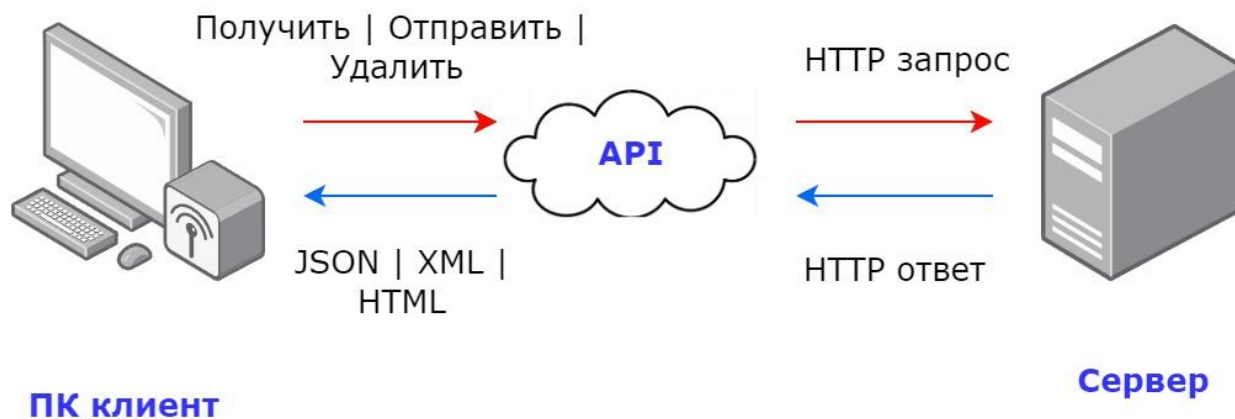 Получить | Отправить |
Удалить
HTTP запрос
API
JSON | XML |
HTML
HTTP ответ
ПК клиент
Сервер